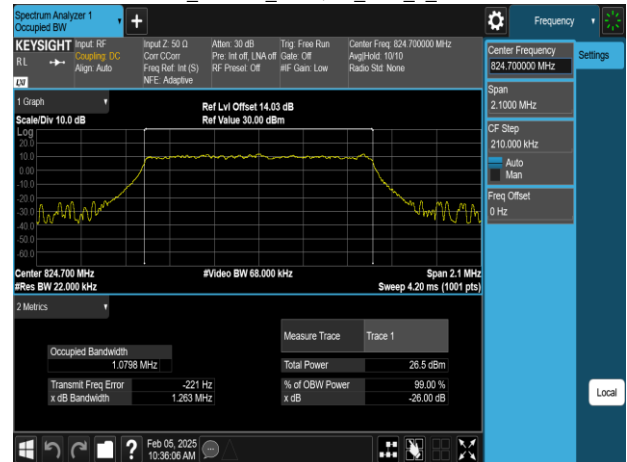 Spectrum Analyzer 1
Occupied BW
Frequency
KEYSIGHT
RL
LXI
Input: RF
Coupling: DC
Align: Auto
Input Z: 50 Ω
Corr CCorr
Freq Ref: Int (S)
NFE: Adaptive
Atten: 30 dB
Pre: Int off, LNA off
RF Preset: Off
Trig: Free Run
Gate: Off
#IF Gain: Low
Center Freq: 824.700000 MHz
Avg|Hold: 10/10
Radio Std: None
Center Frequency
824.700000 MHz
Settings
Span
2.1000 MHz
CF Step
210.000 kHz
Auto
Man
Freq Offset
0 Hz
Local
1 Graph
Scale/Div 10.0 dB
Ref Lvl Offset 14.03 dB
Ref Value 30.00 dBm
Log
20.0
10.0
0.00
-10.0
-20.0
-30.0
-40.0
-50.0
-60.0
Center 824.700 MHz
#Video BW 68.000 kHz
Span 2.1 MHz
#Res BW 22.000 kHz
Sweep 4.20 ms (1001 pts)
2 Metrics
Measure Trace
Trace 1
Occupied Bandwidth
1.0798 MHz
Total Power
26.5 dBm
Transmit Freq Error
-221 Hz
% of OBW Power
99.00 %
x dB Bandwidth
1.263 MHz
x dB
-26.00 dB
?
Feb 05, 2025
10:36:06 AM